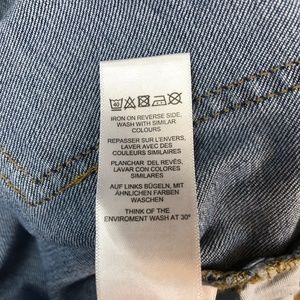 IRON ON REVERSE SIDE,
WASH WITH SIMILAR
COLOURS
REPASSER SUR L'ENVERS,
LAVER AVEC DES
COULEURS SIMILAIRES
PLANCHAR DEL REVÉS,
LAVAR CON COLORES
SIMILARES
AUF LINKS BÜGELN, MIT
ÄHNLICHEN FARBEN
WASCHEN
THINK OF THE
ENVIROMENT WASH AT 30°